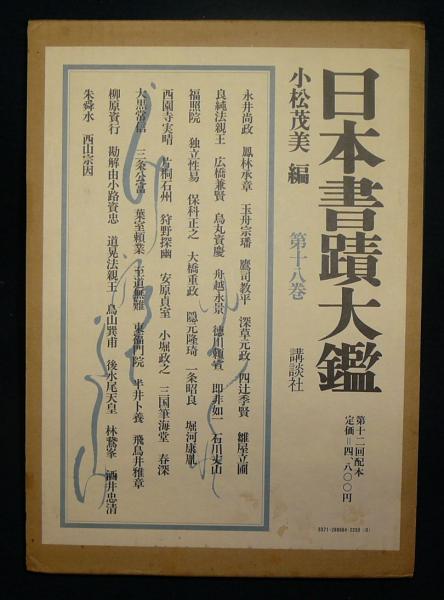 日本書蹟大鑑
小松茂美 編
第十八巻
講談社
第十二回配本
定価=四、八〇〇円
永井尚政 鳳林承章 玉舟宗璠 鷹司教平 深草元政 四辻季賢 雛屋立圃
良純法親王 広橋兼賢 烏丸資慶 舟越永景 徳川頼宣 即非如一 石川丈山
福照院 独立性易 保科正之 大橋重政 隠元隆琦 一条昭良 堀河康胤
西園寺実晴 片桐石州 狩野探幽 安原貞室 小堀政之 三国筆海堂 春深
大黒常信 三条公富 葉室頼業 至道無難 東福門院 半井卜養 飛鳥井雅章
柳原資行 勘解由小路資忠 道晃法親王 鳥山巽甫 後水尾天皇 林鵞峯 酒井忠清
朱舜水 西山宗因